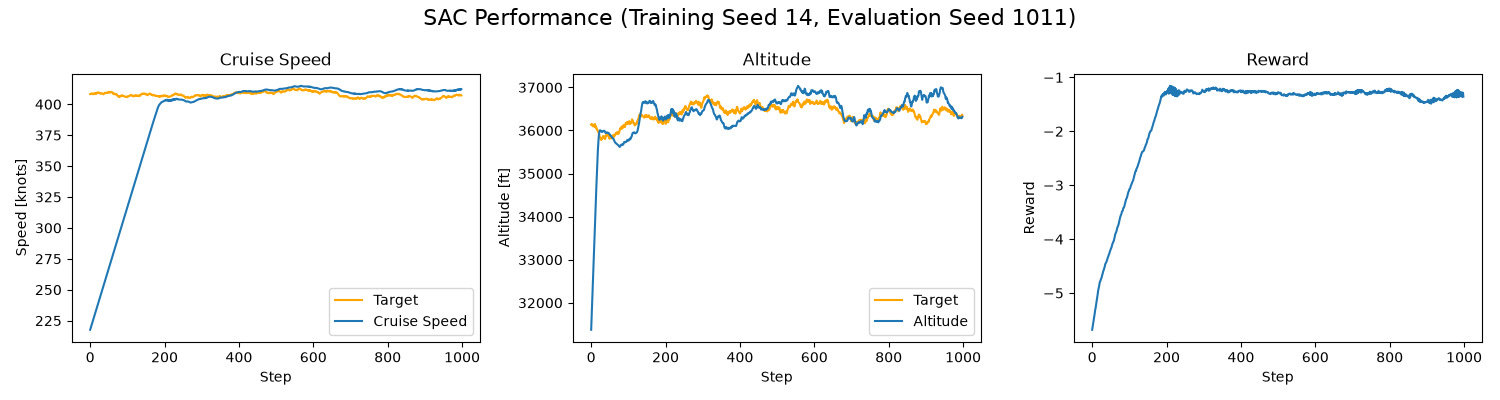 SAC Performance (Training Seed 14, Evaluation Seed 1011)
Cruise Speed
Speed [knots]
400
375
350
325
300
275
250
225
0 200 400 600 800 1000
Step
Target
Cruise Speed
Altitude
Altitude [ft]
37000
36000
35000
34000
33000
32000
0 200 400 600 800 1000
Step
Target
Altitude
Reward
Reward
−1
−2
−3
−4
−5
0 200 400 600 800 1000
Step